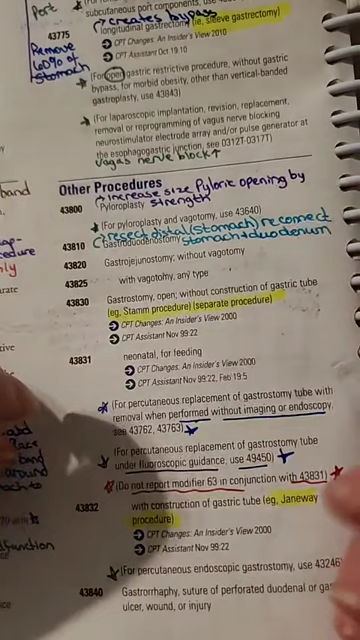 Port
subcutaneous port components, use
creates bypass
43775 longitudinal gastrectomy (ie, sleeve gastrectomy)
Remove
60% of
stomach
CPT Changes: An Insider's View 2010
CPT Assistant Oct 19:10
(For open gastric restrictive procedure, without gastric
bypass, for morbid obesity, other than vertical-banded
gastroplasty, use 43843)
(For laparoscopic implantation, revision, replacement,
removal or reprogramming of vagus nerve blocking
neurostimulator electrode array and/or pulse generator at
the esophagogastric junction, see 0312T-0317T)
vagas nerve block
Other Procedures
increase size Pyloric opening by
43800 Pyloroplasty
strength
(For pyloroplasty and vagotomy, use 43640)
resect distal (stomach) reconnect
43810 Gastroduodenostomy
stomach + duodenum
43820 Gastrojejunostomy; without vagotomy
43825 with vagotomy, any type
43830 Gastrostomy, open; without construction of gastric tube
(eg, Stamm procedure) (separate procedure)
CPT Changes: An Insider's View 2000
CPT Assistant Nov 99:22
43831 neonatal, for feeding
CPT Changes: An Insider's View 2000
CPT Assistant Nov 99:22, Feb 19:5
(For percutaneous replacement of gastrostomy tube with
removal when performed without imaging or endoscopy,
see 43762, 43763)
(For percutaneous replacement of gastrostomy tube
under fluoroscopic guidance, use 49450)
(Do not report modifier 63 in conjunction with 43831)
43832 with construction of gastric tube (eg, Janeway
procedure)
CPT Changes: An Insider's View 2000
CPT Assistant Nov 99:22
(For percutaneous endoscopic gastrostomy, use 43246
43840 Gastrorrhaphy, suture of perforated duodenal or gas
ulcer, wound, or injury
band
place
band
around